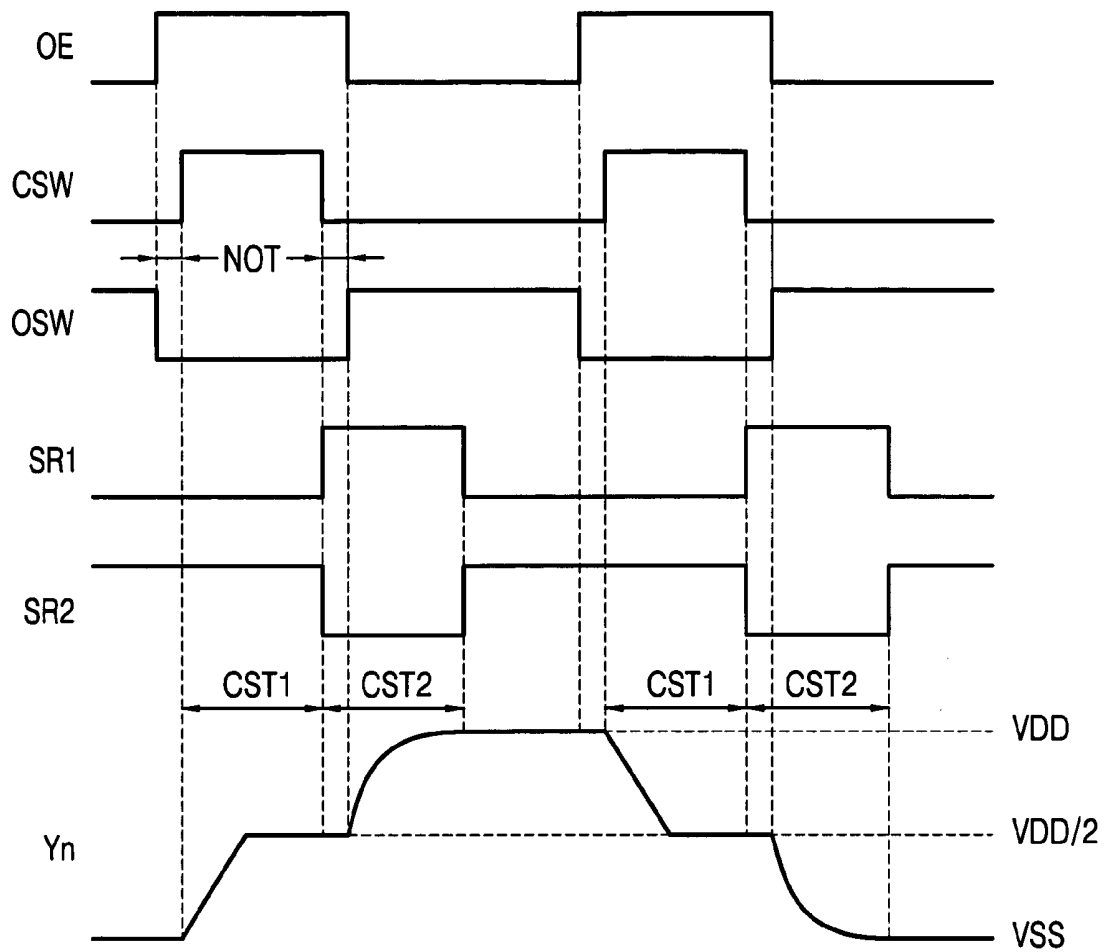 OE
CSW
NOT
OSW
SR1
SR2
CST1 CST2 CST1 CST2
VDD
Yn
VDD/2
VSS